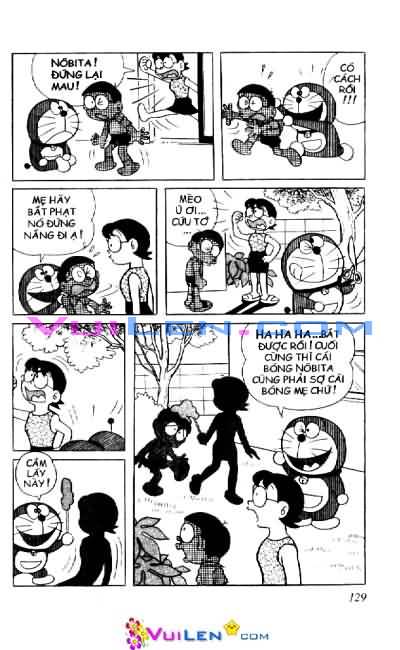 NÔBITA!
ĐỨNG LẠI
MAU!
CÓ
CÁCH
RỒI
!!!
MẸ HÃY
BẮT PHẠT
NÓ ĐỨNG
NẮNG ĐI Ạ!
MÈO
Ú ƠI...
CỨU TỚ
HA HA HA...BẮT
ĐƯỢC RỒI! CUỐI
CÙNG THÌ CÁI
BÓNG NÔBITA
CŨNG PHẢI SỢ CÁI
BÓNG MẸ CHỨ!
CẦM
LẤY
NÀY!
VUILEN.COM
129
VUILEN.COM